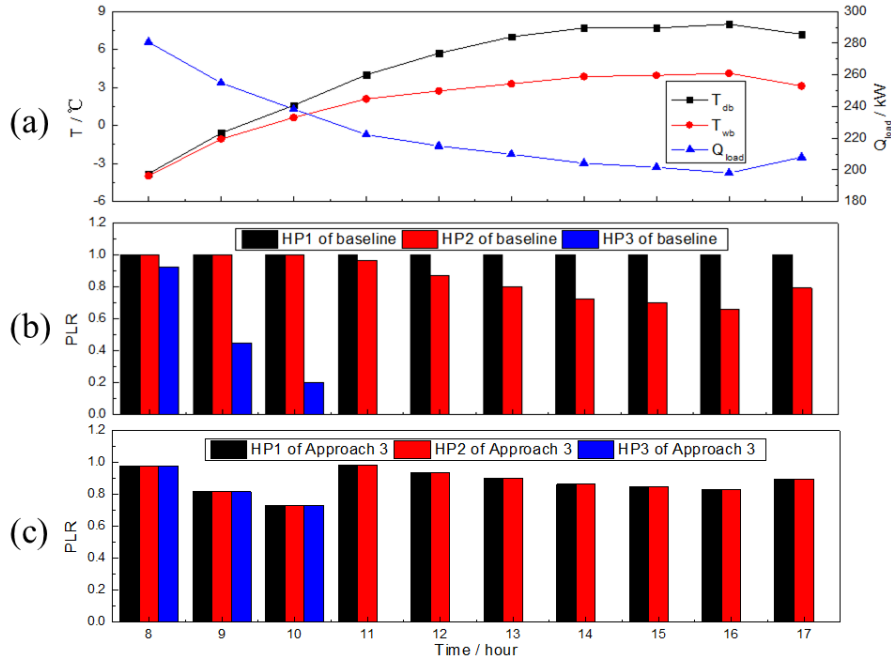 (a)
T / ℃
9
6
3
0
-3
-6
T db
T wb
Q load
300
280
260
240
220
200
180
Q load / kW
(b)
PLR
1.2
1.0
0.8
0.6
0.4
0.2
0.0
HP1 of baseline HP2 of baseline HP3 of baseline
(c)
PLR
1.2
1.0
0.8
0.6
0.4
0.2
0.0
HP1 of Approach 3 HP2 of Approach 3 HP3 of Approach 3
8 9 10 11 12 13 14 15 16 17
Time / hour